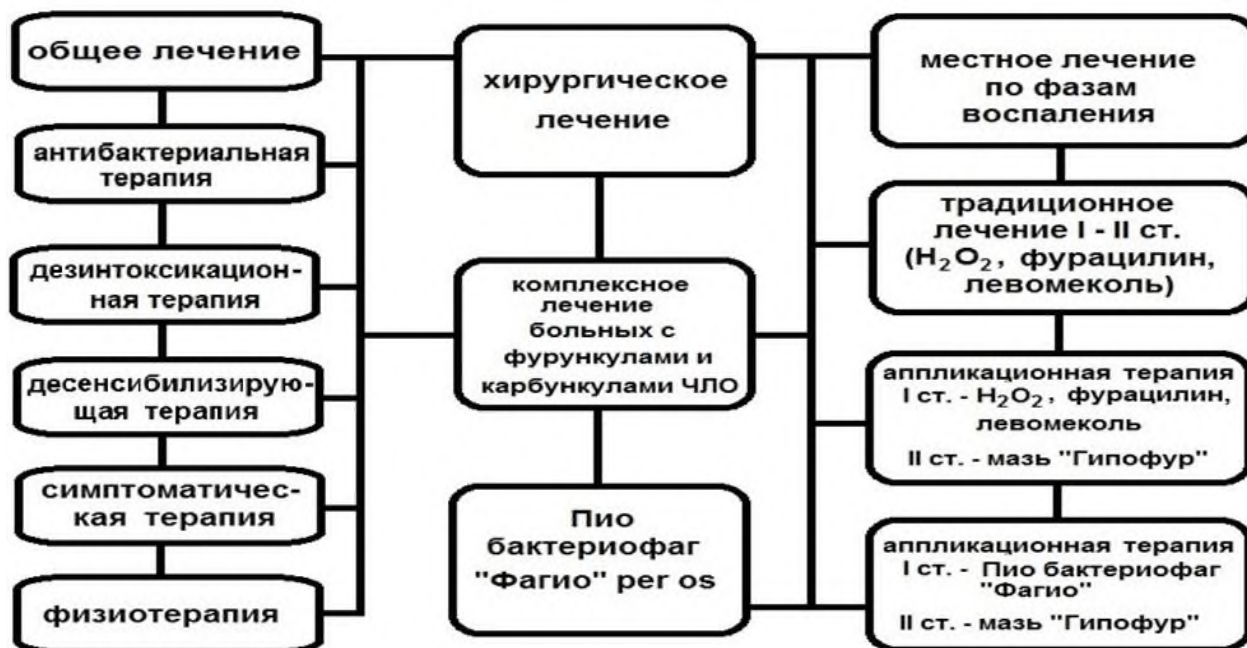 общее лечение
антибактериальная
терапия
дезинтоксикацион-
ная терапия
десенсибилизирую-
щая терапия
симптоматичес-
кая терапия
физиотерапия
хирургическое
лечение
комплексное
лечение
больных с
фурункулами и
карбункулами ЧЛО
Пио
бактериофаг
"Фагио" per os
местное лечение
по фазам
воспаления
традиционное
лечение I - II ст.
(H₂O₂, фурацилин,
левомеколь)
аппликационная терапия
I ст. - H₂O₂, фурацилин,
левомеколь
II ст. - мазь "Гипофур"
аппликационная терапия
I ст. - Пио бактериофаг
"Фагио"
II ст. - мазь "Гипофур"